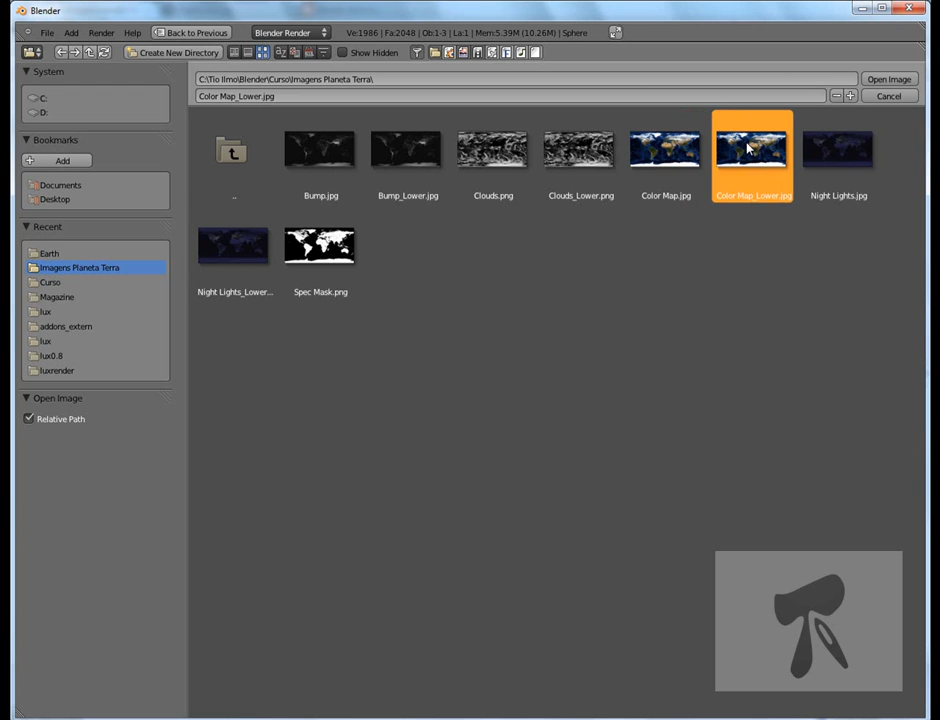 Blender
File Add Render Help Back to Previous Blender Render Ve:1986 | Fa:2048 | Ob:1-3 | La:1 | Mem:5.39M (10.26M) | Sphere
Create New Directory Show Hidden
System
C:
D:
Bookmarks
Add
Documents
Desktop
Recent
Earth
Imagens Planeta Terra
Curso
Magazine
lux
addons_extern
lux
lux0.8
luxrender
Open Image
Relative Path
C:\Tio Ilmo\Blender\Curso\Imagens Planeta Terra\ Open Image
Color Map_Lower.jpg Cancel
.. Bump.jpg Bump_Lower.jpg Clouds.png Clouds_Lower.png Color Map.jpg Color Map_Lower.jpg Night Lights.jpg
Night Lights_Lower... Spec Mask.png